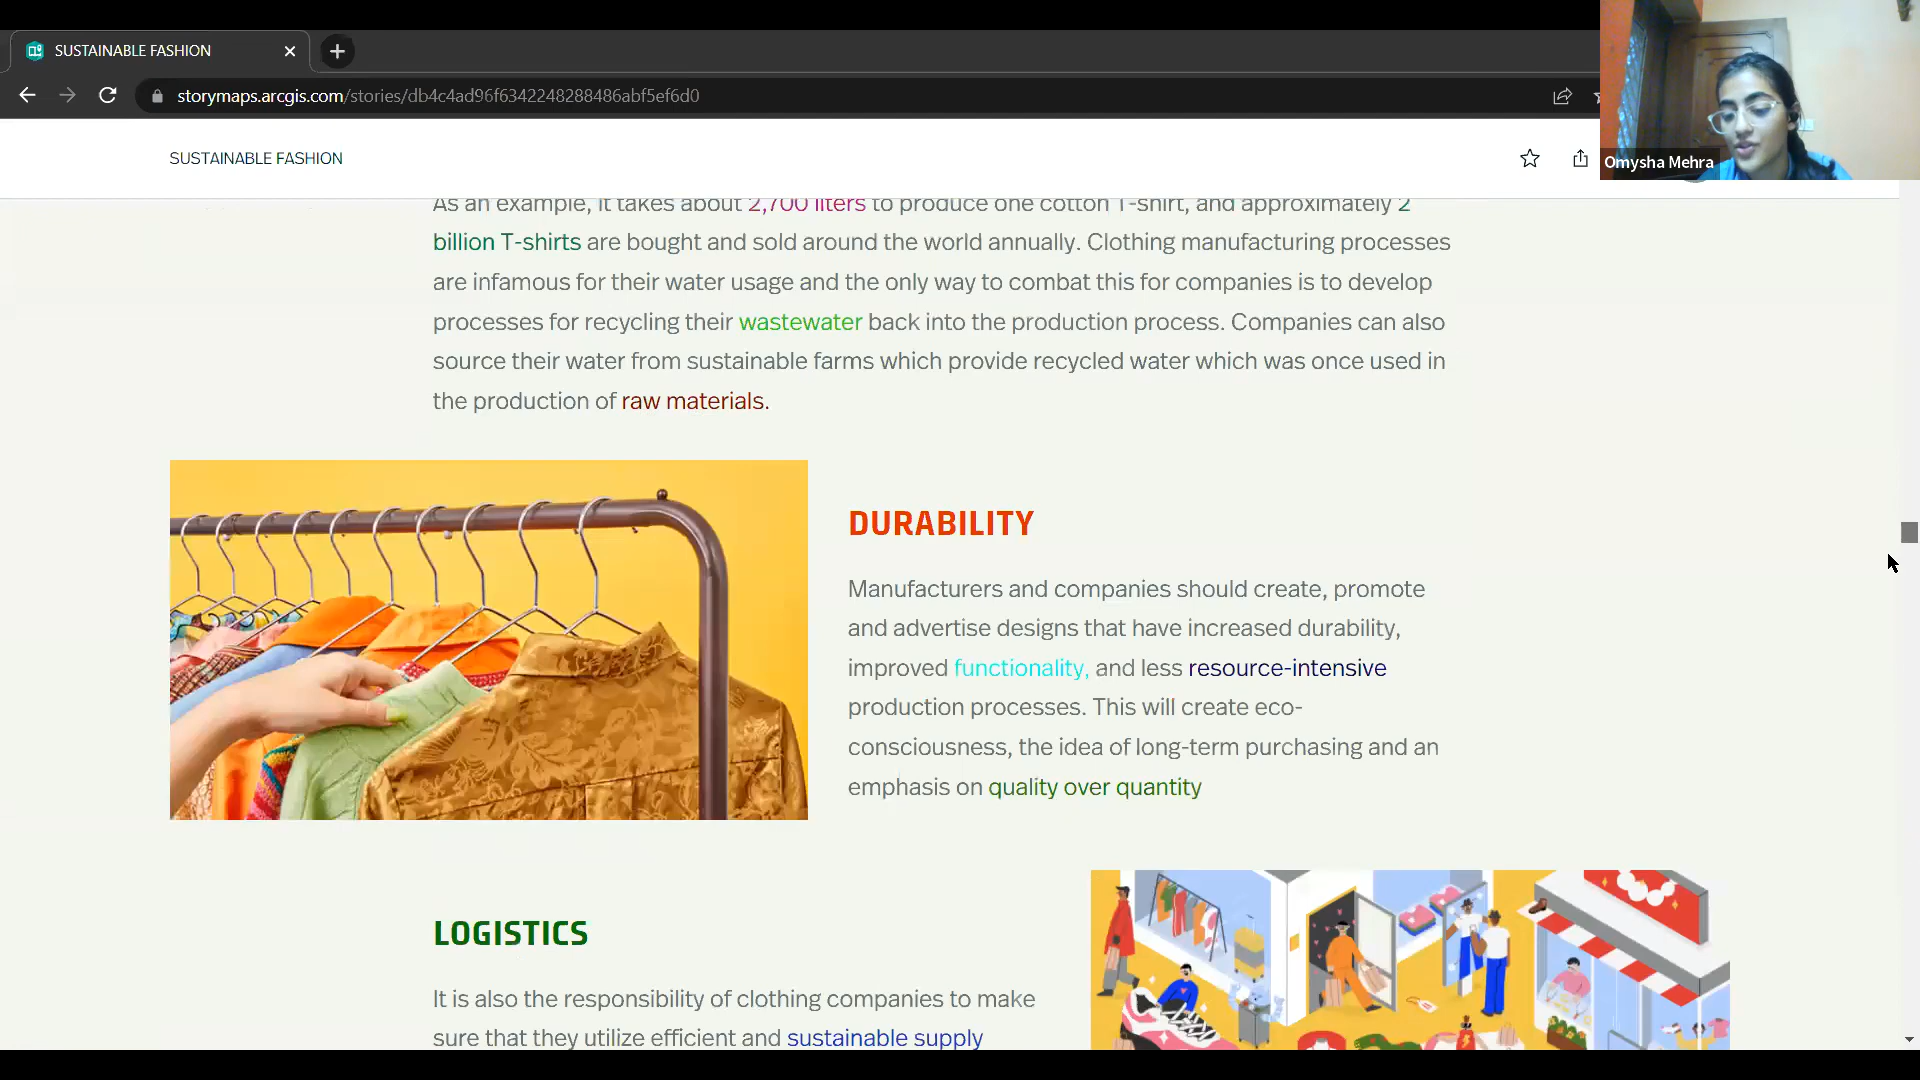 SUSTAINABLE FASHION
storymaps.arcgis.com/stories/db4c4ad96f6342248288486abf5ef6d0
SUSTAINABLE FASHION
Omysha Mehra
As an example, it takes about 2,700 liters to produce one cotton T-shirt, and approximately 2
billion T-shirts are bought and sold around the world annually. Clothing manufacturing processes
are infamous for their water usage and the only way to combat this for companies is to develop
processes for recycling their wastewater back into the production process. Companies can also
source their water from sustainable farms which provide recycled water which was once used in
the production of raw materials.
DURABILITY
Manufacturers and companies should create, promote
and advertise designs that have increased durability,
improved functionality, and less resource-intensive
production processes. This will create eco-
consciousness, the idea of long-term purchasing and an
emphasis on quality over quantity
LOGISTICS
It is also the responsibility of clothing companies to make
sure that they utilize efficient and sustainable supply